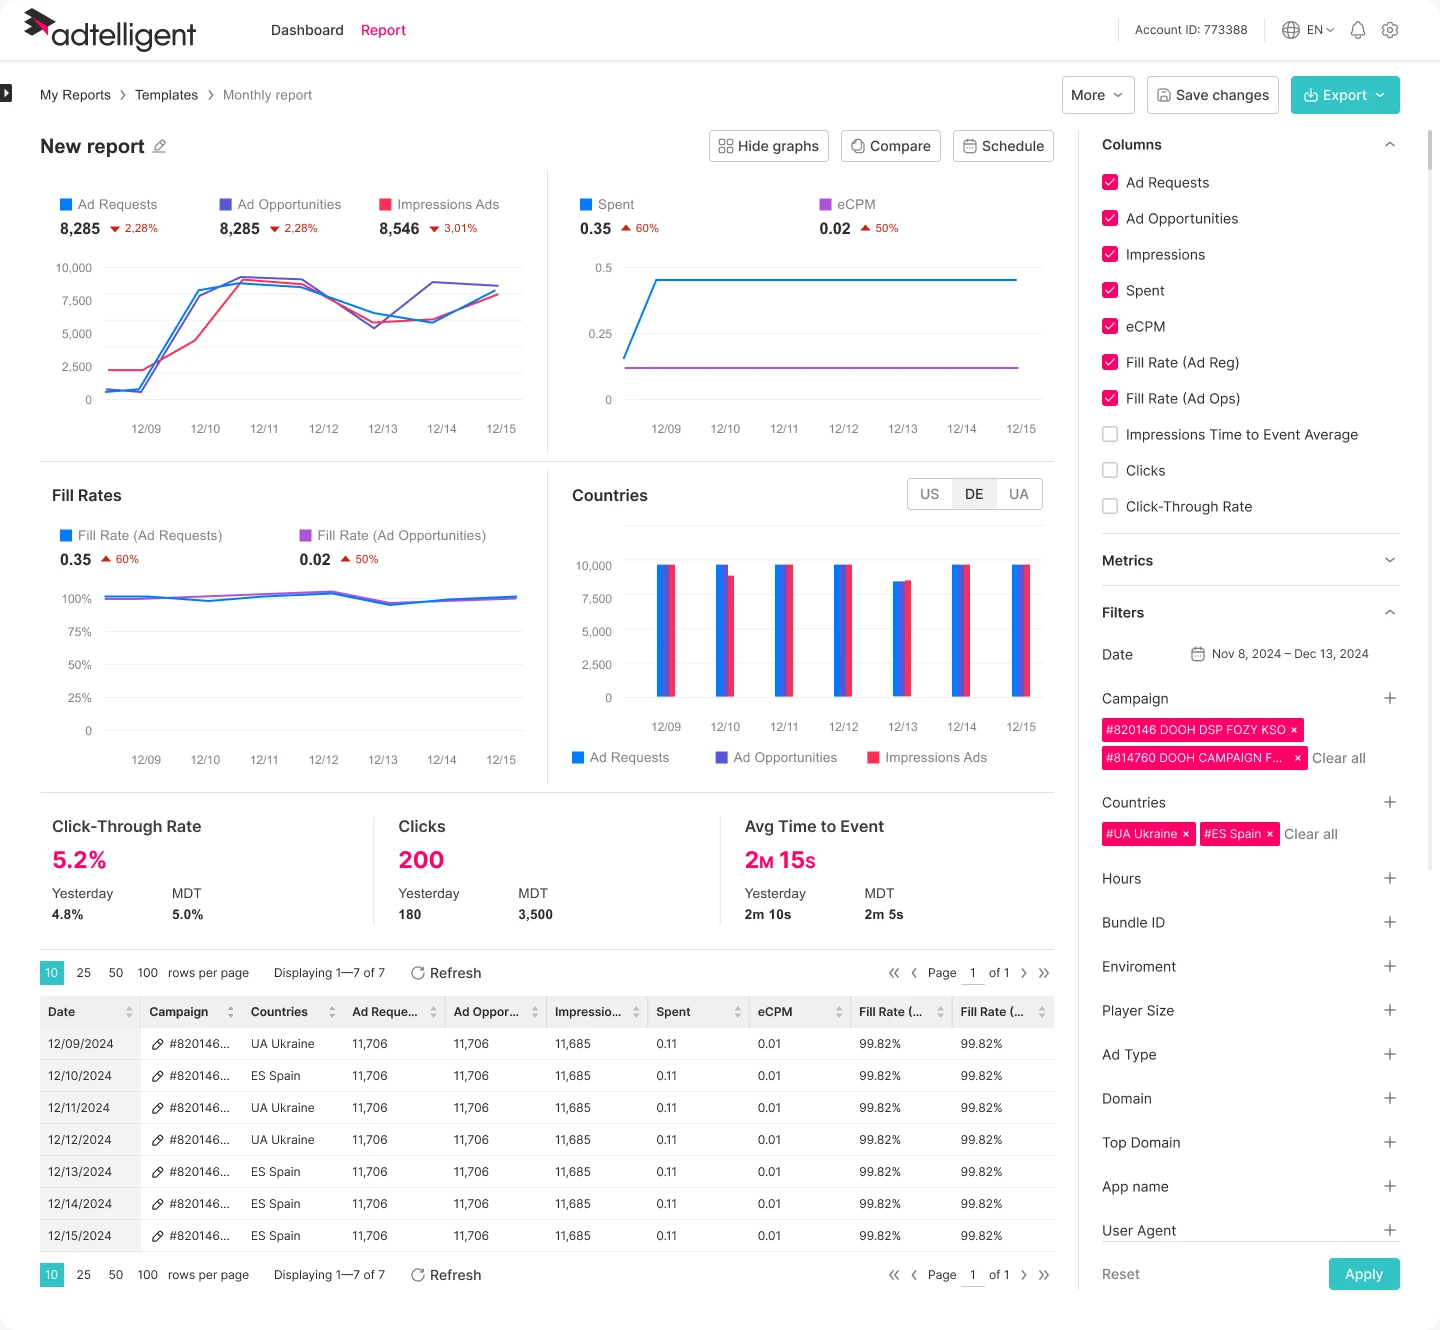 adtelligent
Dashboard Report
Account ID: 773388
EN
My Reports Templates Monthly report
More
Save changes
Export
New report
Hide graphs
Compare
Schedule
Ad Requests Ad Opportunities Impressions Ads
8,285 2,28% 8,285 2,28% 8,546 3,01%
10,000
7,500
5,000
2,500
0
12/09 12/10 12/11 12/12 12/13 12/14 12/15
Spent eCPM
0.35 60% 0.02 50%
0.5
0.25
0
12/09 12/10 12/11 12/12 12/13 12/14 12/15
Fill Rates
Fill Rate (Ad Requests) Fill Rate (Ad Opportunities)
0.35 60% 0.02 50%
100%
75%
50%
25%
0
12/09 12/10 12/11 12/12 12/13 12/14 12/15
Countries
US DE UA
10,000
7,500
5,000
2,500
0
12/09 12/10 12/11 12/12 12/13 12/14 12/15
Ad Requests Ad Opportunities Impressions Ads
Click-Through Rate
5.2%
Yesterday MDT
4.8% 5.0%
Clicks
200
Yesterday MDT
180 3,500
Avg Time to Event
2M 15S
Yesterday MDT
2m 10s 2m 5s
10 25 50 100 rows per page Displaying 1—7 of 7 Refresh Page 1 of 1
Date Campaign Countries Ad Reque... Ad Oppor... Impressio... Spent eCPM Fill Rate (... Fill Rate (...
12/09/2024 #820146... UA Ukraine 11,706 11,706 11,685 0.11 0.01 99.82% 99.82%
12/10/2024 #820146... ES Spain 11,706 11,706 11,685 0.11 0.01 99.82% 99.82%
12/11/2024 #820146... UA Ukraine 11,706 11,706 11,685 0.11 0.01 99.82% 99.82%
12/12/2024 #820146... UA Ukraine 11,706 11,706 11,685 0.11 0.01 99.82% 99.82%
12/13/2024 #820146... ES Spain 11,706 11,706 11,685 0.11 0.01 99.82% 99.82%
12/14/2024 #820146... ES Spain 11,706 11,706 11,685 0.11 0.01 99.82% 99.82%
12/15/2024 #820146... ES Spain 11,706 11,706 11,685 0.11 0.01 99.82% 99.82%
10 25 50 100 rows per page Displaying 1—7 of 7 Refresh Page 1 of 1
Columns
Ad Requests
Ad Opportunities
Impressions
Spent
eCPM
Fill Rate (Ad Reg)
Fill Rate (Ad Ops)
Impressions Time to Event Average
Clicks
Click-Through Rate
Metrics
Filters
Date Nov 8, 2024 – Dec 13, 2024
Campaign
#820146 DOOH DSP FOZY KSO ×
#814760 DOOH CAMPAIGN F... × Clear all
Countries
#UA Ukraine × #ES Spain × Clear all
Hours
Bundle ID
Enviroment
Player Size
Ad Type
Domain
Top Domain
App name
User Agent
Reset Apply